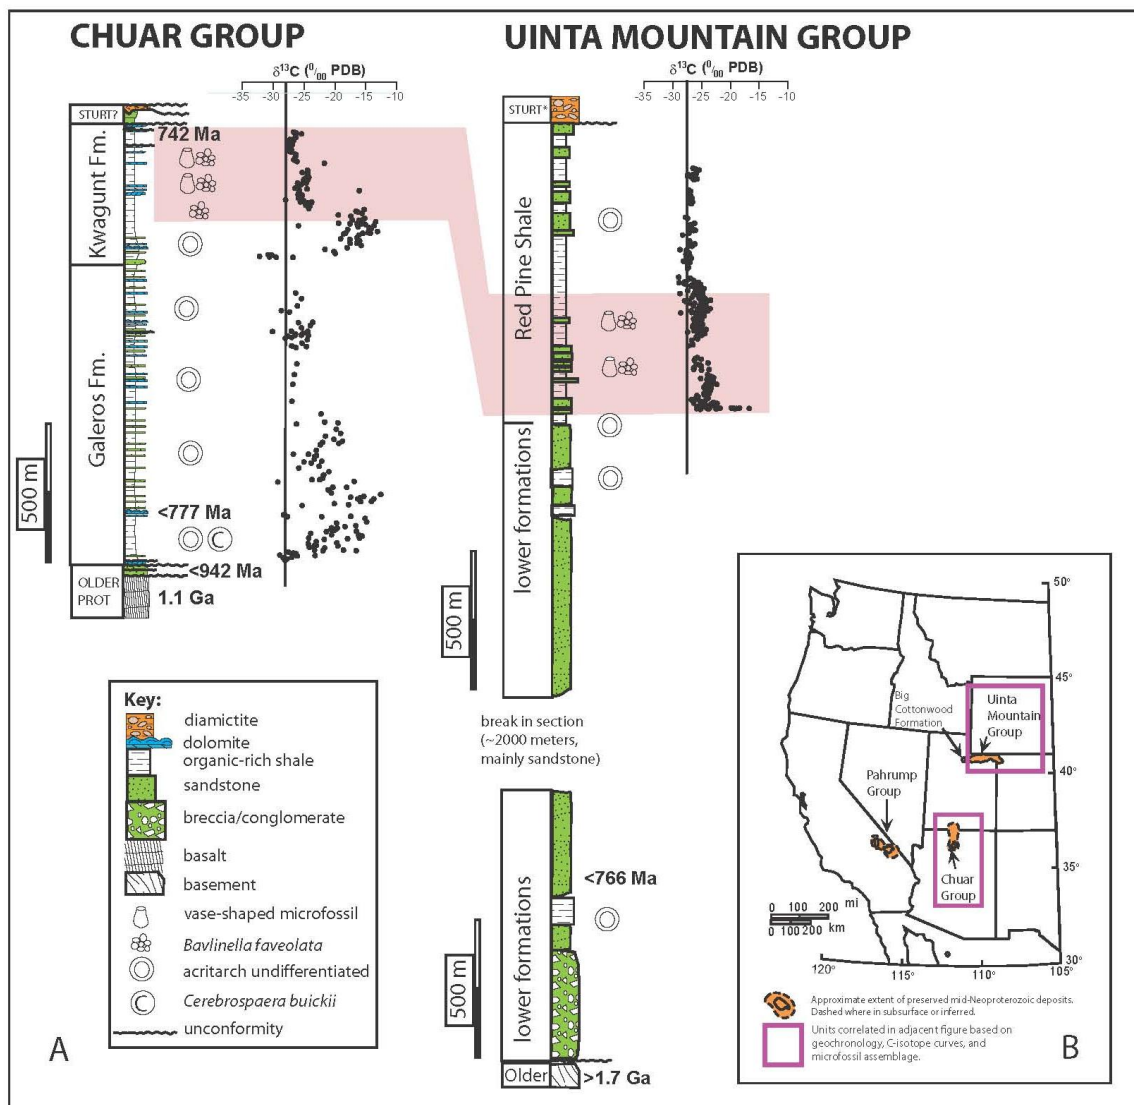 CHUAR GROUP
δ¹³C (⁰/₀₀ PDB)
-35 -30 -25 -20 -15 -10
STURT?
Kwagunt Fm.
742 Ma
Galeros Fm.
<777 Ma
<942 Ma
OLDER
PROT
1.1 Ga
500 m
UINTA MOUNTAIN GROUP
δ¹³C (⁰/₀₀ PDB)
-35 -30 -25 -20 -15 -10
STURT*
Red Pine Shale
lower formations
500 m
break in section
(~2000 meters,
mainly sandstone)
lower formations
<766 Ma
500 m
Older
>1.7 Ga
Key:
diamictite
dolomite
organic-rich shale
sandstone
breccia/conglomerate
basalt
basement
vase-shaped microfossil
Bavlinella faveolata
acritarch undifferentiated
C
Cerebrospaera buickii
unconformity
A
50°
45°
40°
35°
30°
120°
115°
110°
105°
Big
Cottonwood
Formation
Uinta
Mountain
Group
Pahrump
Group
Chuar
Group
0 100 200 mi
0 100 200 km
Approximate extent of preserved mid-Neoproterozoic deposits.
Dashed where in subsurface or inferred.
Units correlated in adjacent figure based on
geochronology, C-isotope curves, and
microfossil assemblage.
B